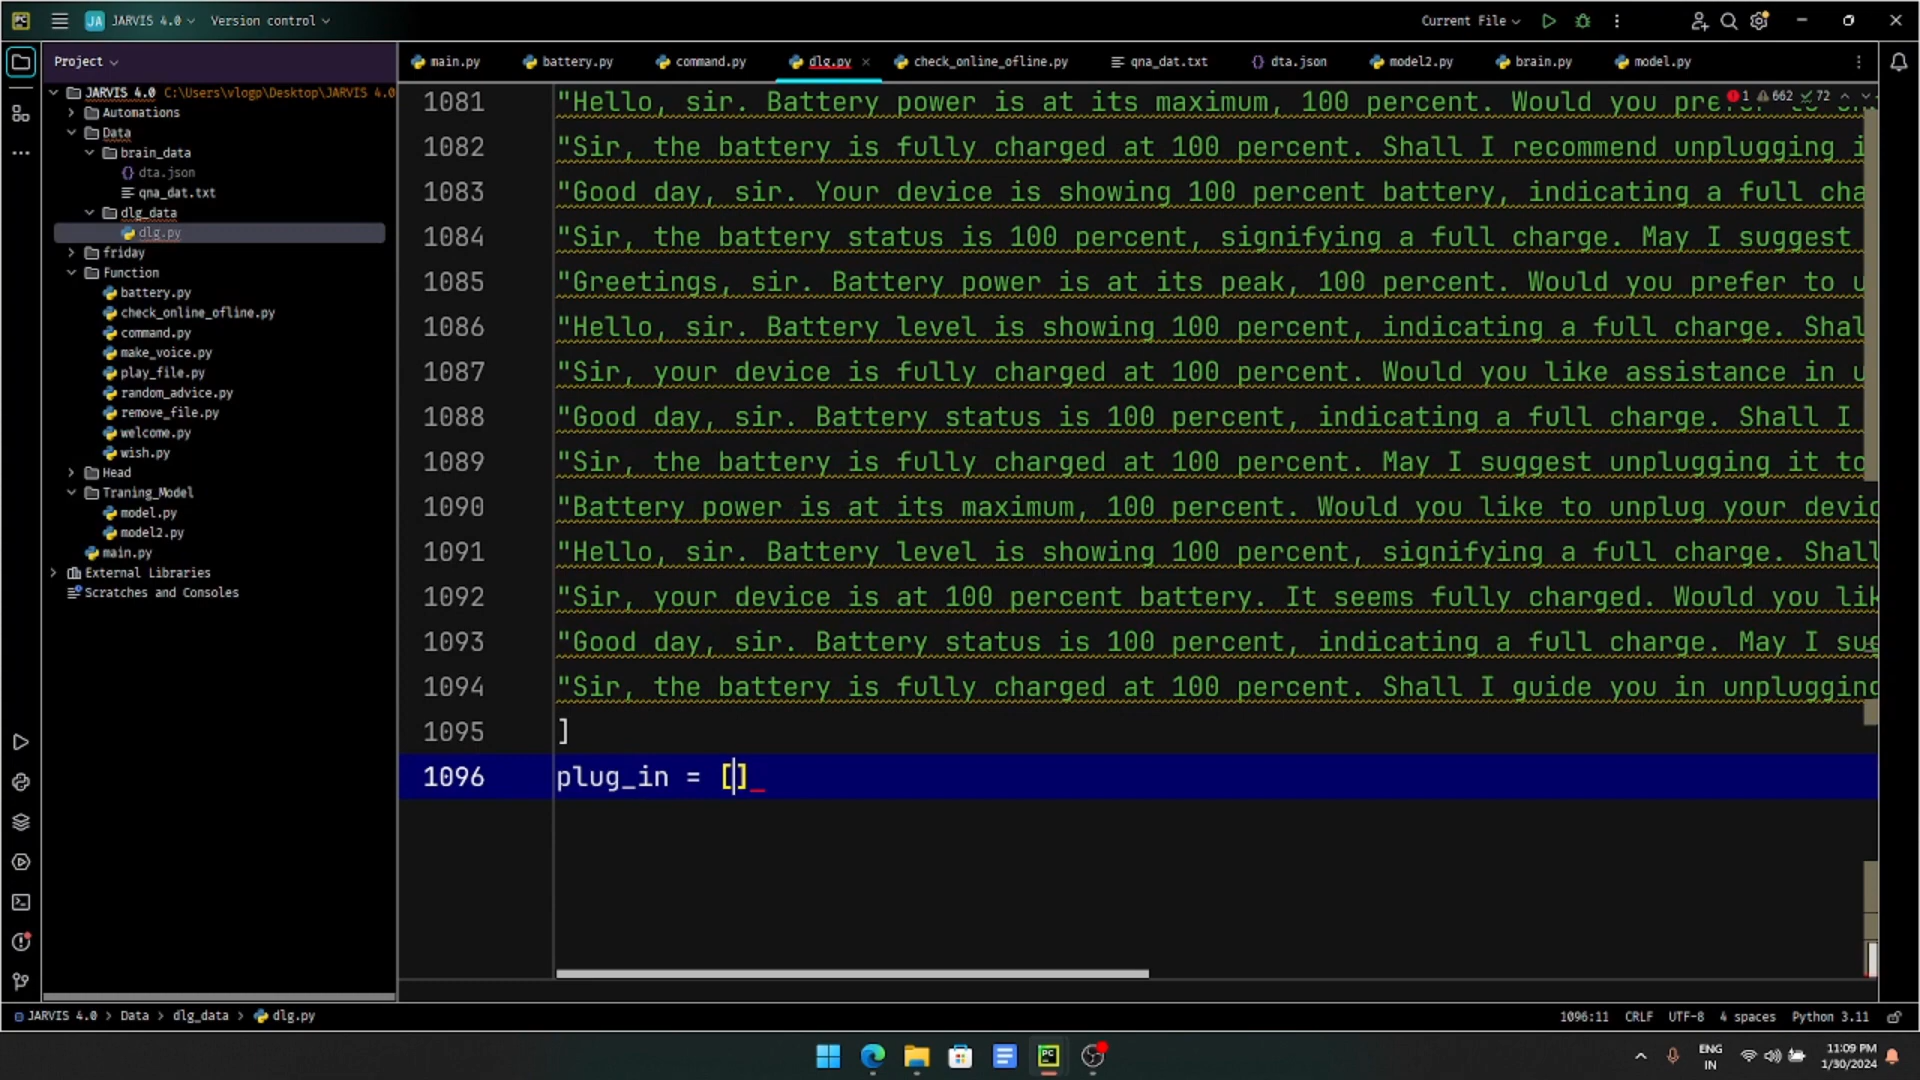 PC JA JARVIS 4.0 Version control Current File
Project
main.py battery.py command.py dlg.py check_online_ofline.py qna_dat.txt {} dta.json model2.py brain.py model.py
JARVIS 4.0 C:\Users\vlogp\Desktop\JARVIS 4.0
Automations
Data
brain_data
{} dta.json
qna_dat.txt
dlg_data
dlg.py
friday
Function
battery.py
check_online_ofline.py
command.py
make_voice.py
play_file.py
random_advice.py
remove_file.py
welcome.py
wish.py
Head
Traning_Model
model.py
model2.py
main.py
External Libraries
Scratches and Consoles
1 662 72
1081 "Hello, sir. Battery power is at its maximum, 100 percent. Would you
1082 "Sir, the battery is fully charged at 100 percent. Shall I recommend unplugging i
1083 "Good day, sir. Your device is showing 100 percent battery, indicating a full cha
1084 "Sir, the battery status is 100 percent, signifying a full charge. May I suggest
1085 "Greetings, sir. Battery power is at its peak, 100 percent. Would you prefer to u
1086 "Hello, sir. Battery level is showing 100 percent, indicating a full charge. Shal
1087 "Sir, your device is fully charged at 100 percent. Would you like assistance in u
1088 "Good day, sir. Battery status is 100 percent, indicating a full charge. Shall I
1089 "Sir, the battery is fully charged at 100 percent. May I suggest unplugging it to
1090 "Battery power is at its maximum, 100 percent. Would you like to unplug your devic
1091 "Hello, sir. Battery level is showing 100 percent, signifying a full charge. Shall
1092 "Sir, your device is at 100 percent battery. It seems fully charged. Would you lik
1093 "Good day, sir. Battery status is 100 percent, indicating a full charge. May I sug
1094 "Sir, the battery is fully charged at 100 percent. Shall I guide you in unplugging
1095 ]
1096 plug_in = []
JARVIS 4.0 > Data > dlg_data > dlg.py 1096:11 CRLF UTF-8 4 spaces Python 3.11
PC
ENG
IN
11:09 PM
1/30/2024